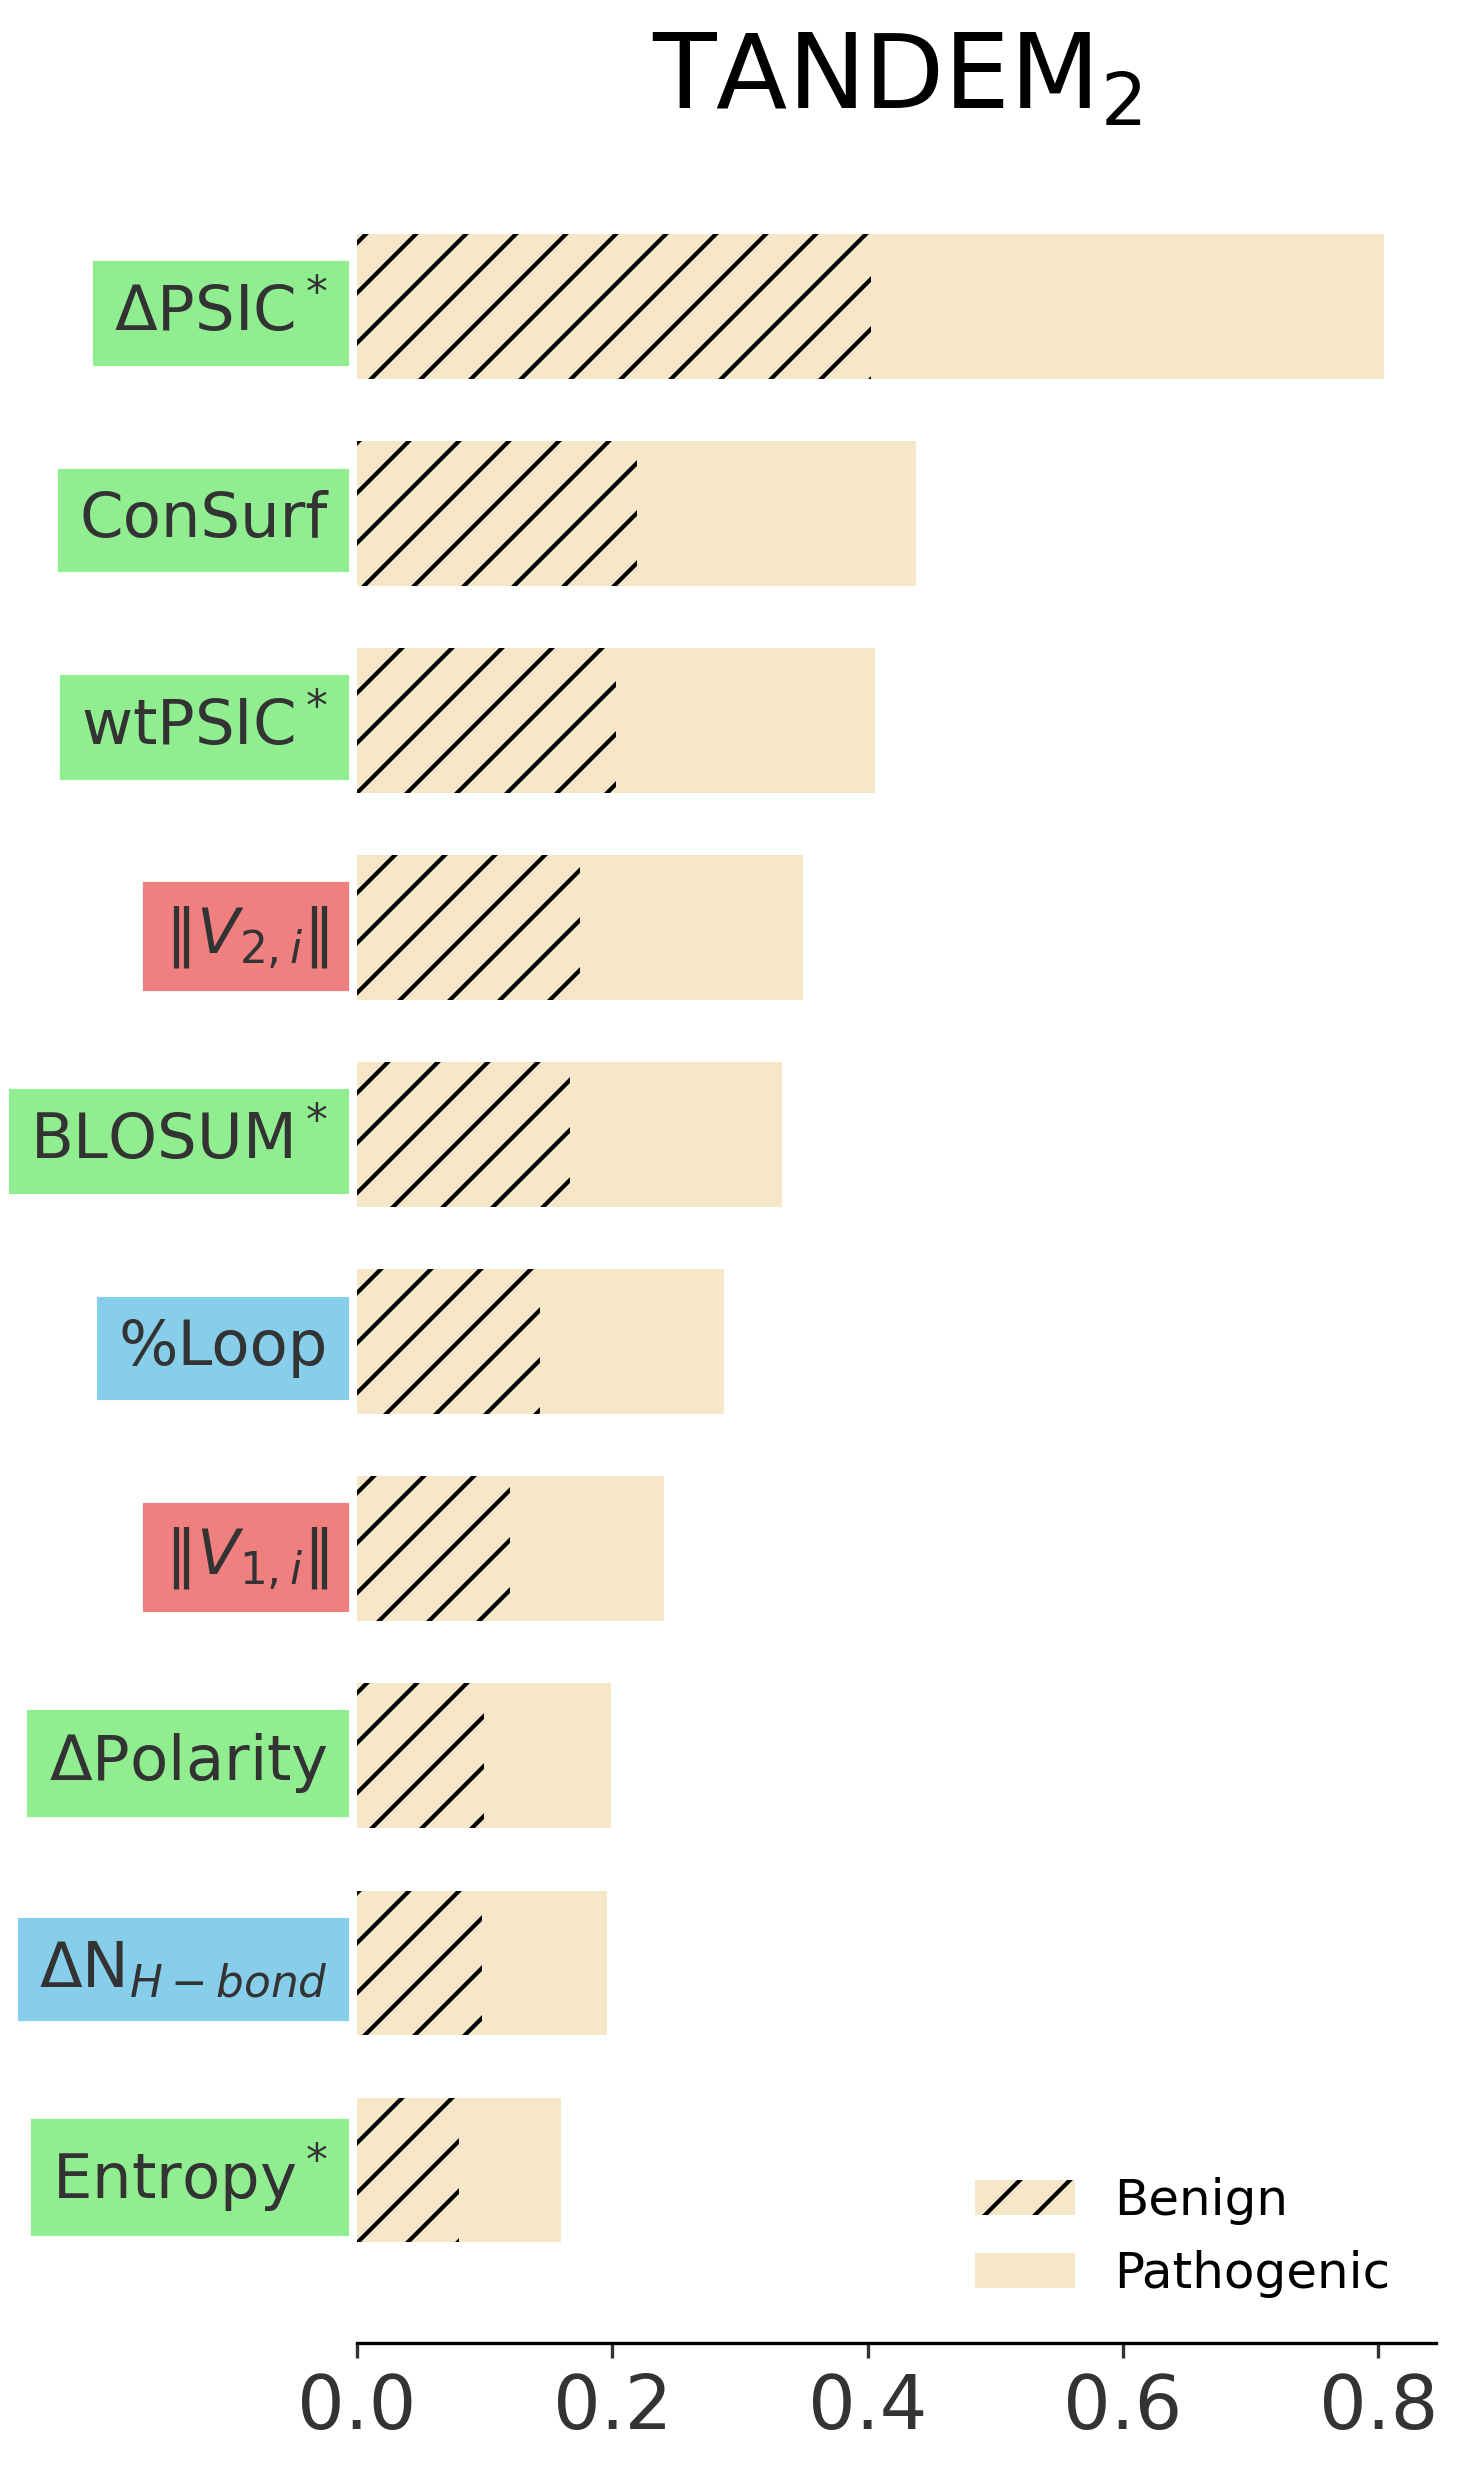 TANDEM₂
ΔPSIC*
ConSurf
wtPSIC*
‖V₂,ᵢ‖
BLOSUM*
%Loop
‖V₁,ᵢ‖
ΔPolarity
ΔN_H−bond
Entropy*
Benign
Pathogenic
0.0 0.2 0.4 0.6 0.8